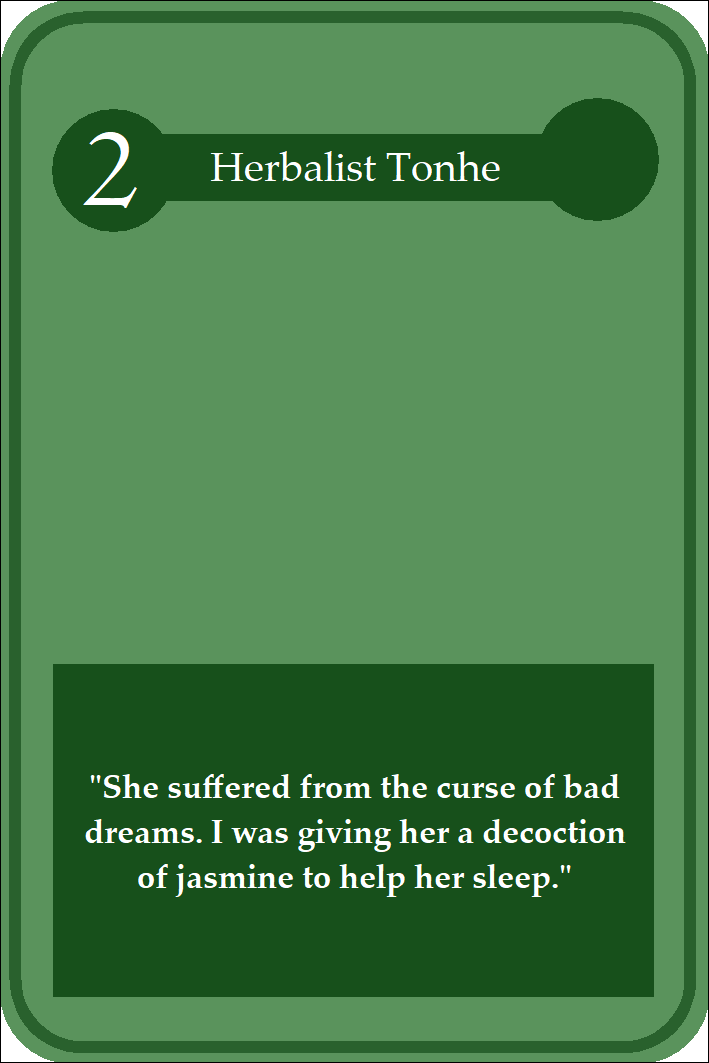 2
Herbalist Tonhe
"She suffered from the curse of bad
dreams. I was giving her a decoction
of jasmine to help her sleep."